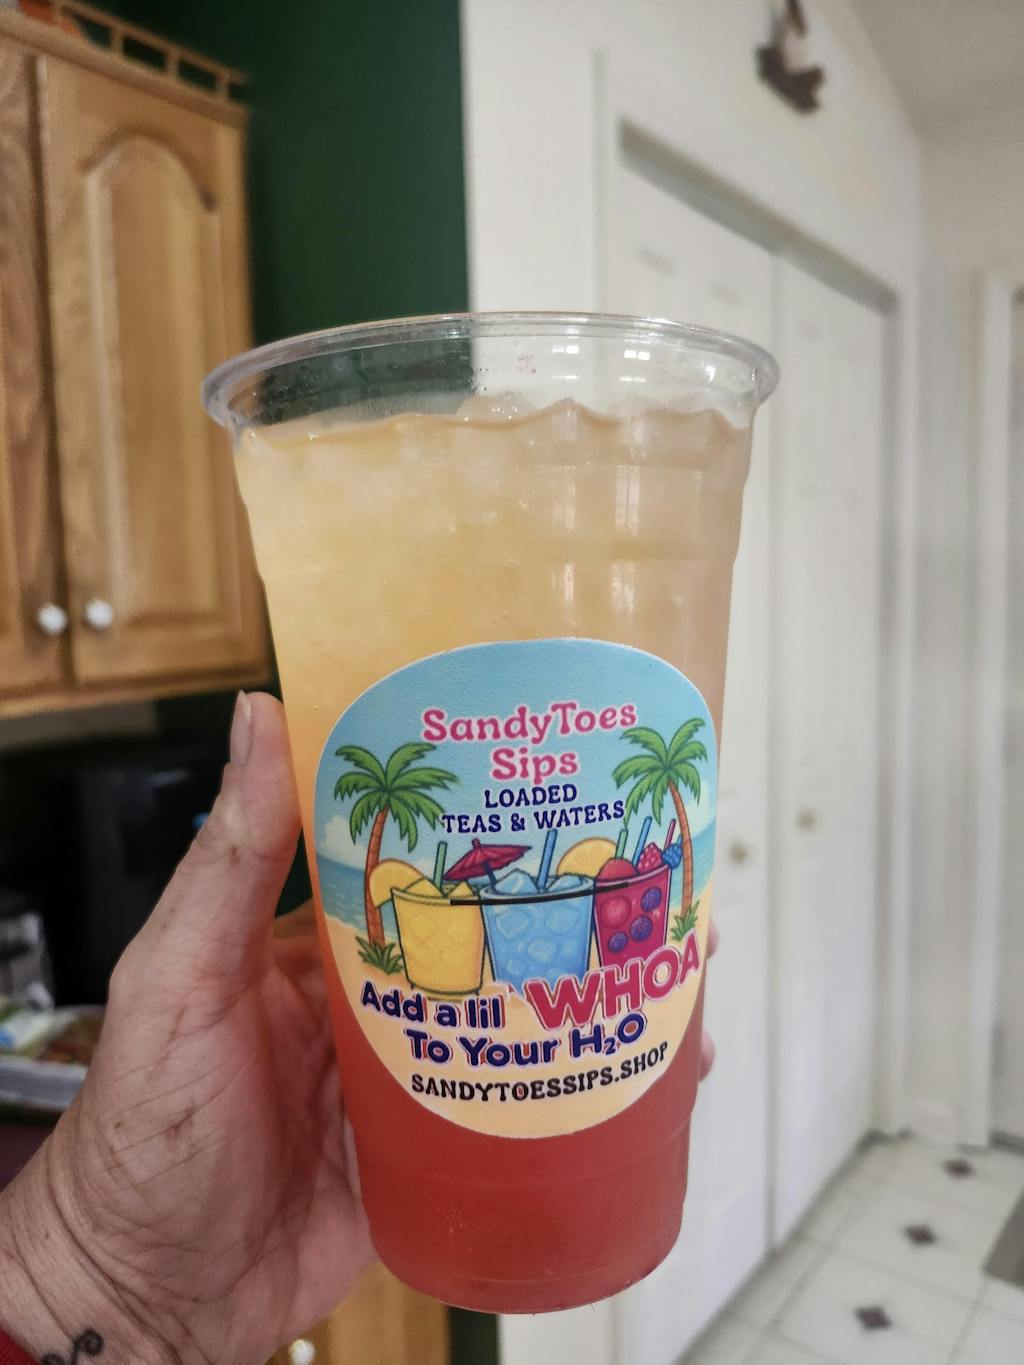 SandyToes
Sips
LOADED
TEAS & WATERS
Add a lil WHOA
To Your H₂O
SANDYTOESSIPS.SHOP